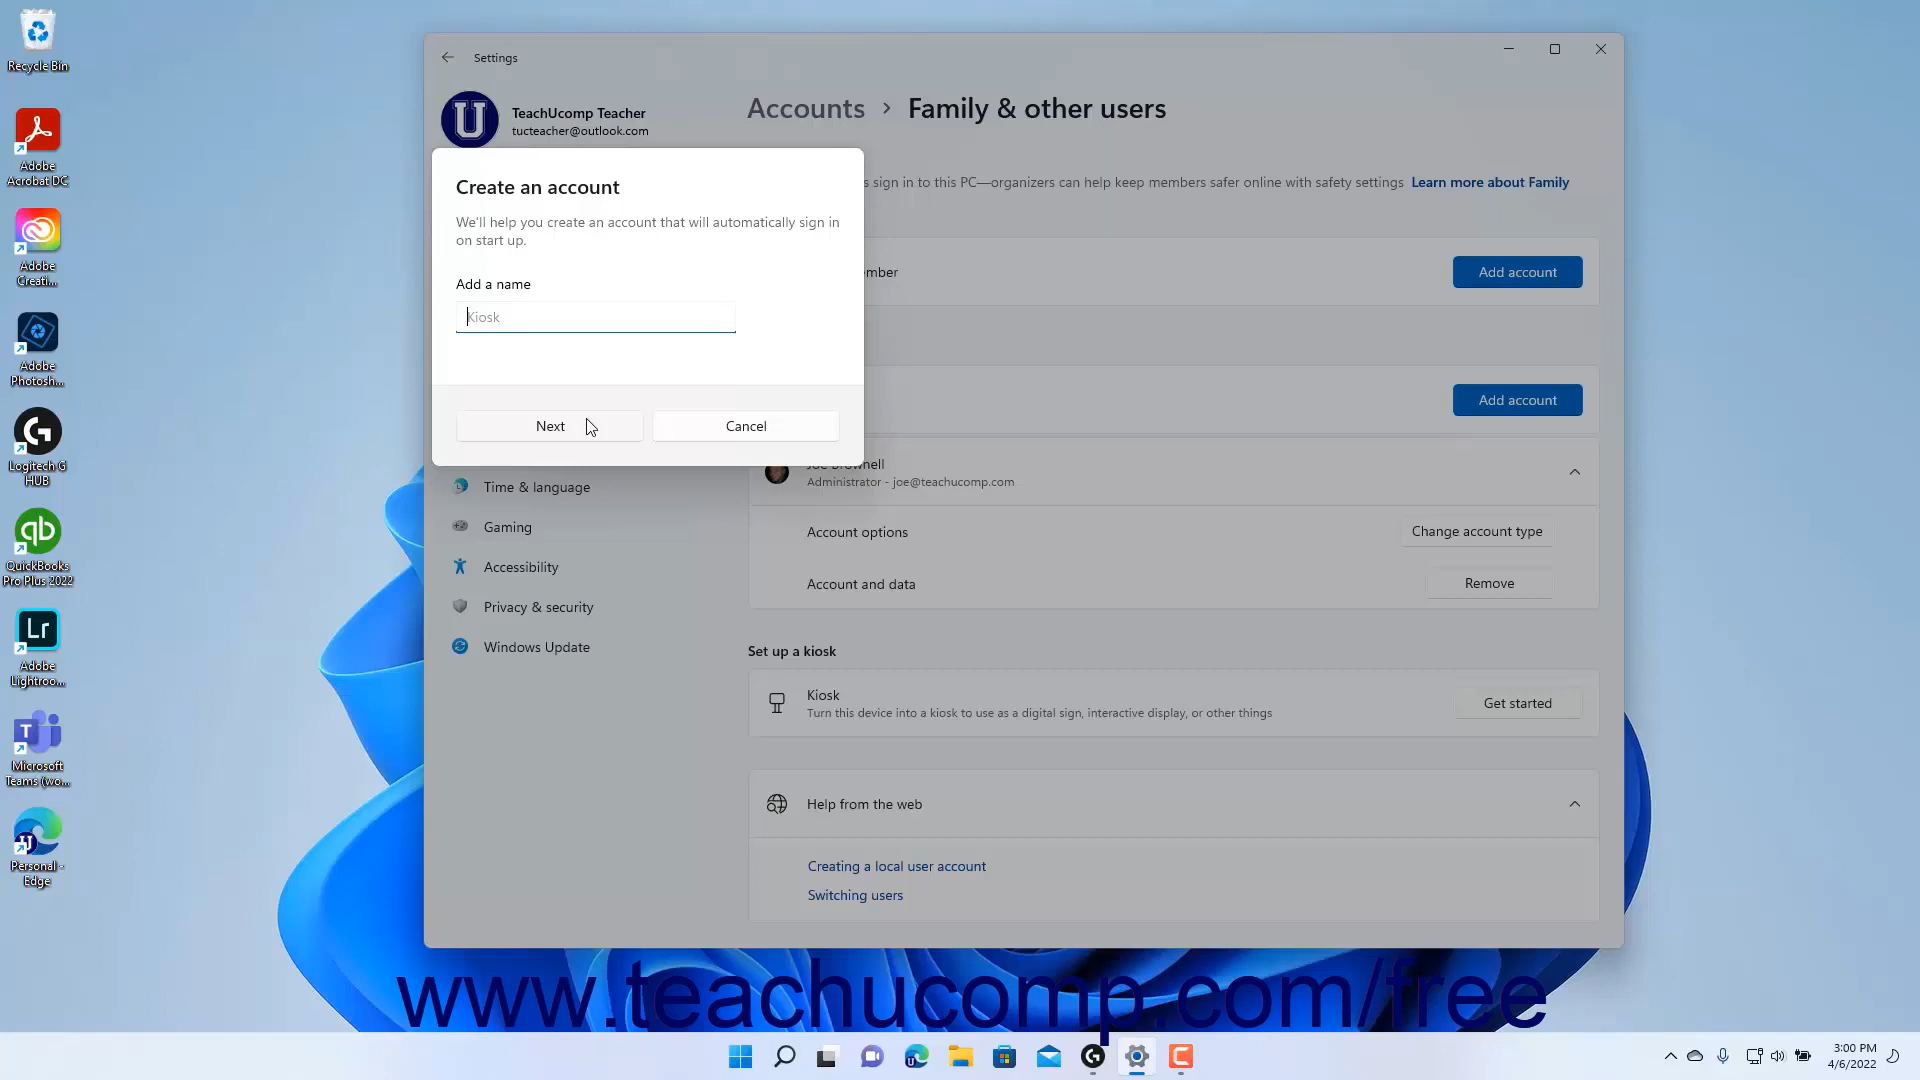 Recycle Bin
Adobe
Acrobat DC
Adobe
Creati...
Adobe
Photosh...
Logitech G
HUB
QuickBooks
Pro Plus 2022
Lr
Adobe
Lightroo...
T
Microsoft
Teams (wo...
Personal -
Edge
Settings
U
TeachUcomp Teacher
tucteacher@outlook.com
Accounts > Family & other users
s sign in to this PC—organizers can help keep members safer online with safety settings Learn more about Family
Create an account
We'll help you create an account that will automatically sign in
on start up.
Add a name
Kiosk
Next
Cancel
mber
Add account
Add account
Joe Brownell
Administrator - joe@teachucomp.com
Account options
Change account type
Account and data
Remove
Time & language
Gaming
Accessibility
Privacy & security
Windows Update
Set up a kiosk
Kiosk
Turn this device into a kiosk to use as a digital sign, interactive display, or other things
Get started
Help from the web
Creating a local user account
Switching users
www.teachucomp.com/free
3:00 PM
4/6/2022